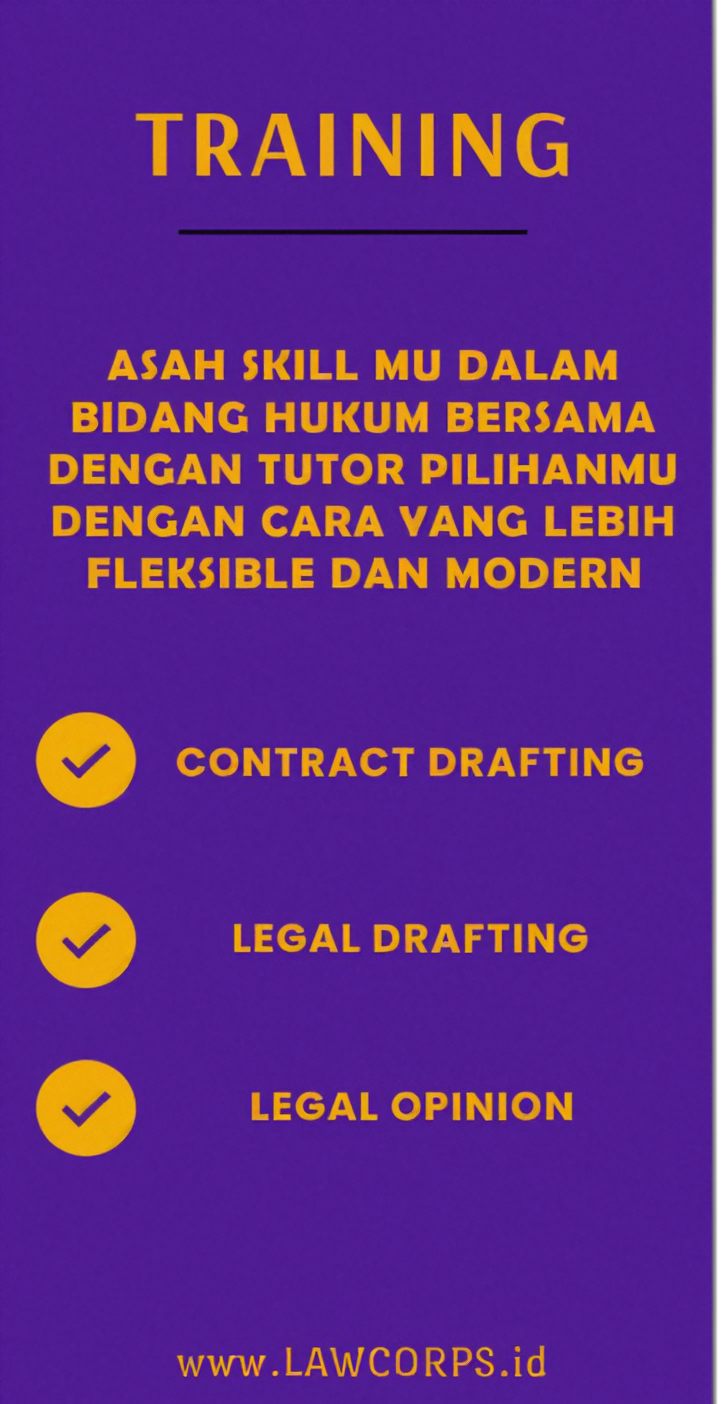 TRAINING
ASAH SKILL MU DALAM
BIDANG HUKUM BERSAMA
DENGAN TUTOR PILIHANMU
DENGAN CARA YANG LEBIH
FLEKSIBLE DAN MODERN
CONTRACT DRAFTING
LEGAL DRAFTING
LEGAL OPINION
www.LAWCORPS.id